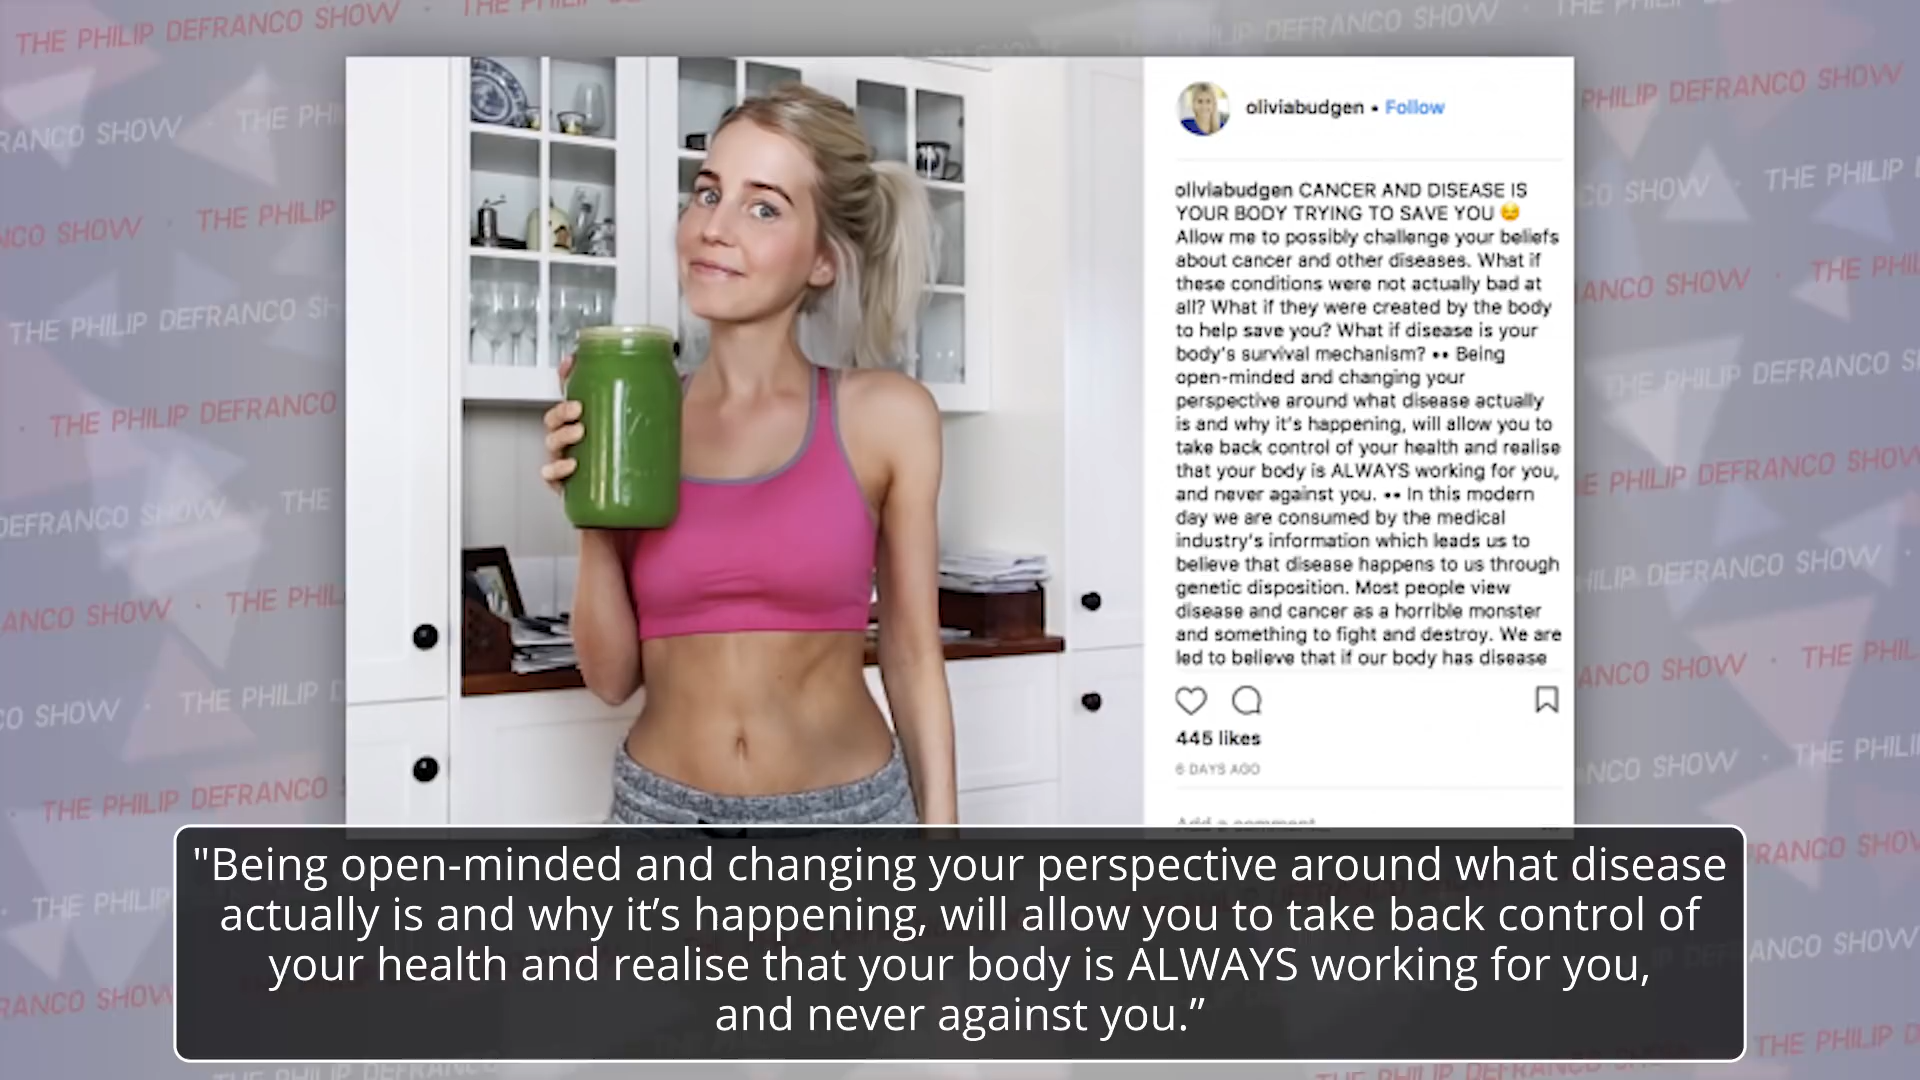 THE PHILIP DEFRANCO SHOW
oliviabudgen • Follow
oliviabudgen CANCER AND DISEASE IS
YOUR BODY TRYING TO SAVE YOU 😊
Allow me to possibly challenge your beliefs
about cancer and other diseases. What if
these conditions were not actually bad at
all? What if they were created by the body
to help save you? What if disease is your
body's survival mechanism? •• Being
open-minded and changing your
perspective around what disease actually
is and why it's happening, will allow you to
take back control of your health and realise
that your body is ALWAYS working for you,
and never against you. •• In this modern
day we are consumed by the medical
industry's information which leads us to
believe that disease happens to us through
genetic disposition. Most people view
disease and cancer as a horrible monster
and something to fight and destroy. We are
led to believe that if our body has disease
445 likes
6 DAYS AGO
Add a comment...
"Being open-minded and changing your perspective around what disease
actually is and why it’s happening, will allow you to take back control of
your health and realise that your body is ALWAYS working for you,
and never against you.”